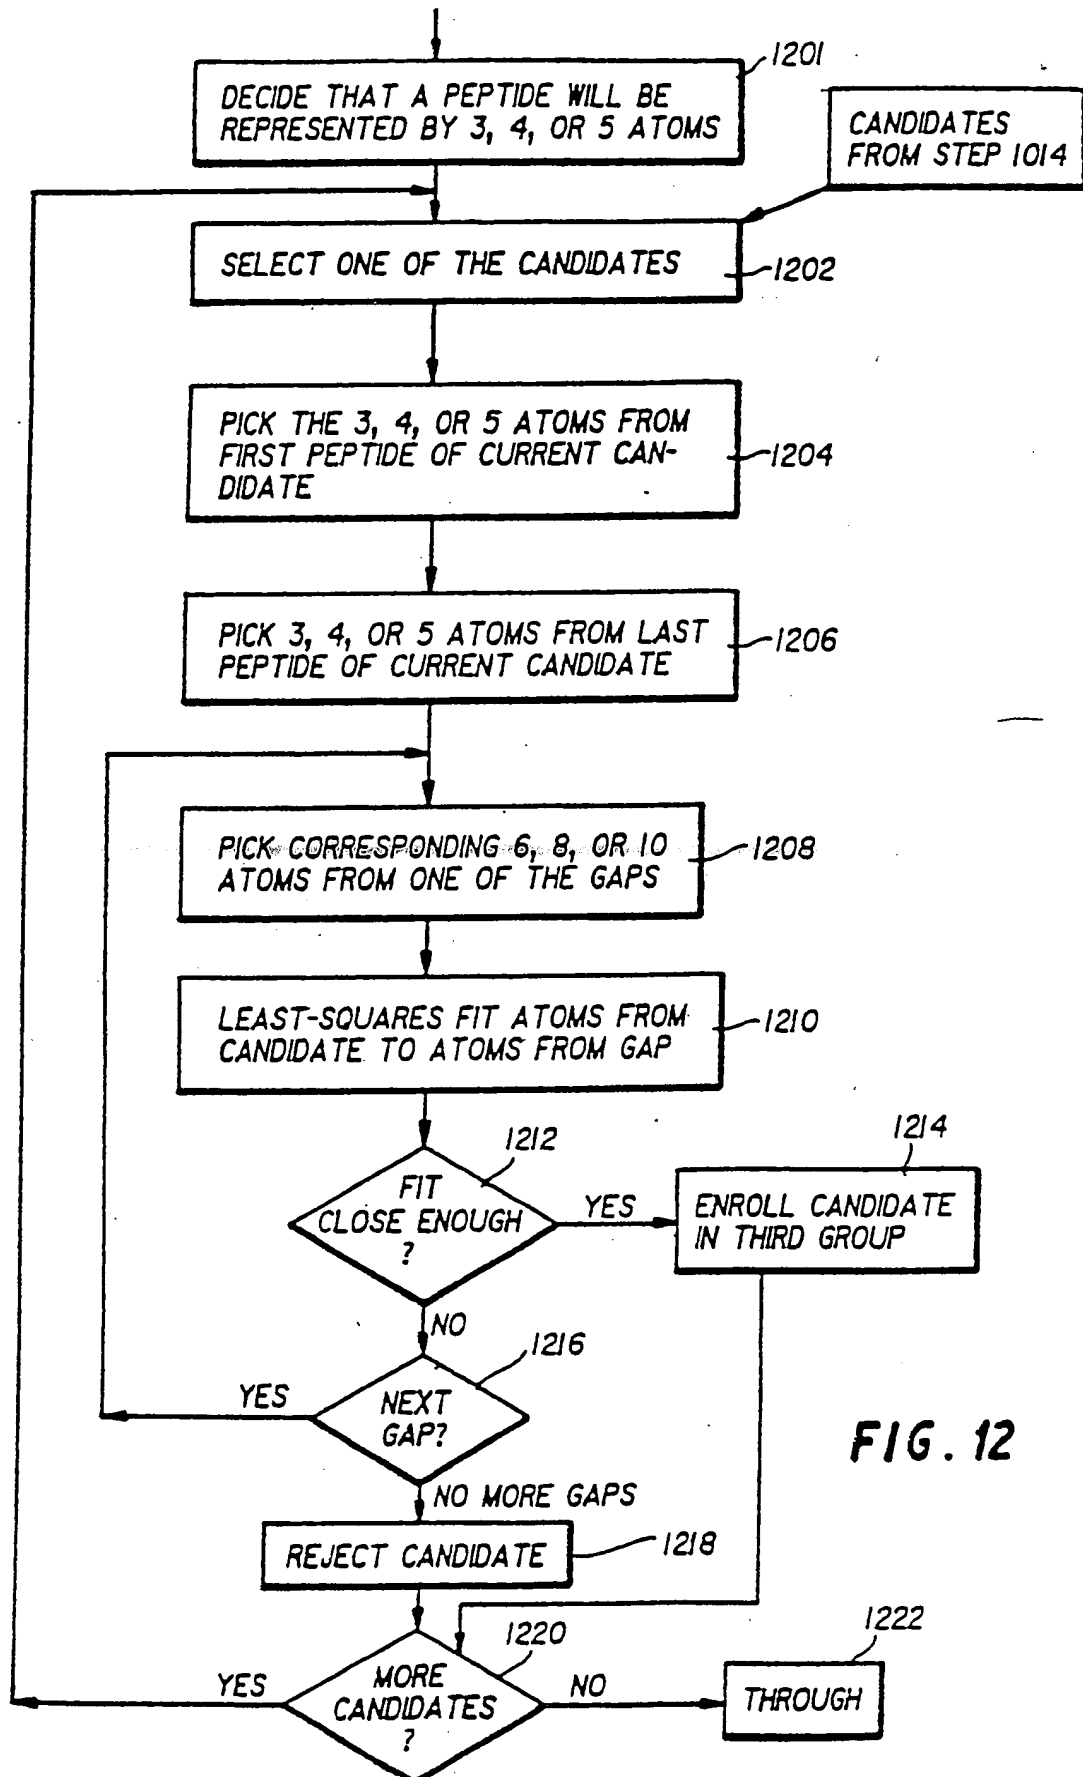 1201
DECIDE THAT A PEPTIDE WILL BE
REPRESENTED BY 3, 4, OR 5 ATOMS
CANDIDATES
FROM STEP 1014
SELECT ONE OF THE CANDIDATES
1202
PICK THE 3, 4, OR 5 ATOMS FROM
FIRST PEPTIDE OF CURRENT CAN-
DIDATE
1204
PICK 3, 4, OR 5 ATOMS FROM LAST
PEPTIDE OF CURRENT CANDIDATE
1206
PICK CORRESPONDING 6, 8, OR 10
ATOMS FROM ONE OF THE GAPS
1208
LEAST-SQUARES FIT ATOMS FROM
CANDIDATE TO ATOMS FROM GAP
1210
1212
FIT
CLOSE ENOUGH
?
YES
1214
ENROLL CANDIDATE
IN THIRD GROUP
NO
1216
NEXT
GAP?
YES
NO MORE GAPS
FIG. 12
REJECT CANDIDATE
1218
1220
MORE
CANDIDATES
?
YES
NO
1222
THROUGH